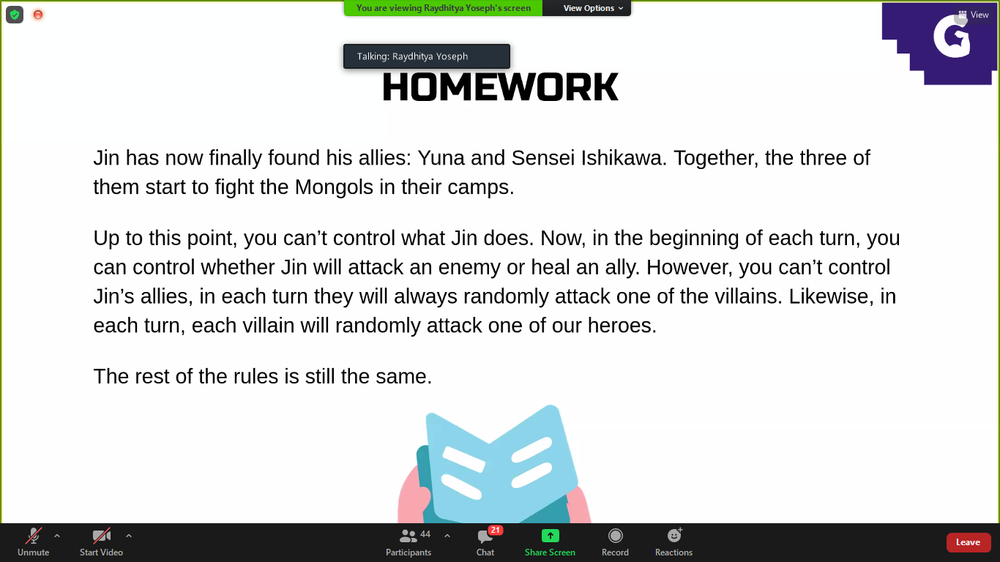 You are viewing Raydhitya Yoseph's screen
View Options
View
G
Talking: Raydhitya Yoseph
HOMEWORK
Jin has now finally found his allies: Yuna and Sensei Ishikawa. Together, the three of
them start to fight the Mongols in their camps.
Up to this point, you can’t control what Jin does. Now, in the beginning of each turn, you
can control whether Jin will attack an enemy or heal an ally. However, you can’t control
Jin’s allies, in each turn they will always randomly attack one of the villains. Likewise, in
each turn, each villain will randomly attack one of our heroes.
The rest of the rules is still the same.
44
21
Unmute
Start Video
Participants
Chat
Share Screen
Record
Reactions
Leave